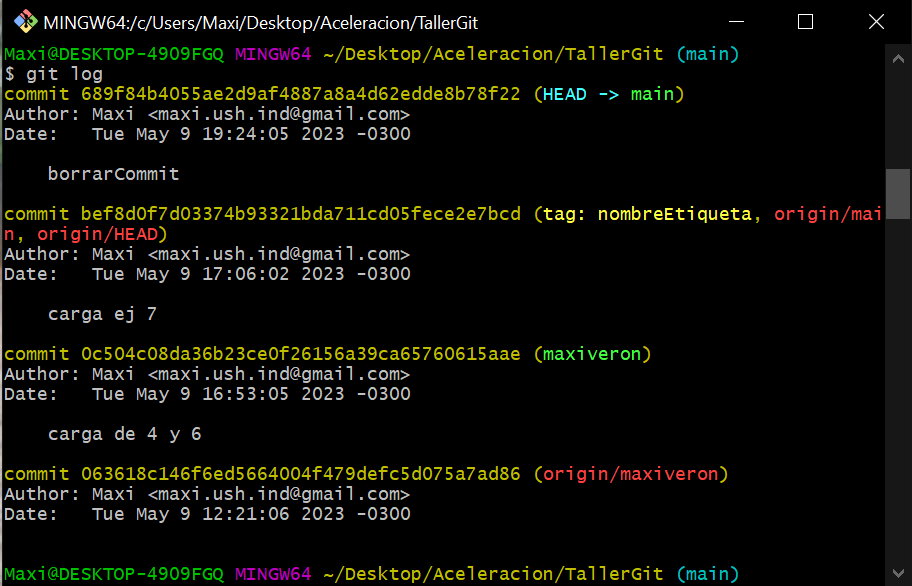 MINGW64:/c/Users/Maxi/Desktop/Aceleracion/TallerGit
Maxi@DESKTOP-4909FGQ MINGW64 ~/Desktop/Aceleracion/TallerGit (main)
$ git log
commit 689f84b4055ae2d9af4887a8a4d62edde8b78f22 (HEAD -> main)
Author: Maxi <maxi.ush.ind@gmail.com>
Date:   Tue May 9 19:24:05 2023 -0300
    borrarCommit
commit bef8d0f7d03374b93321bda711cd05fece2e7bcd (tag: nombreEtiqueta, origin/mai
n, origin/HEAD)
Author: Maxi <maxi.ush.ind@gmail.com>
Date:   Tue May 9 17:06:02 2023 -0300
    carga ej 7
commit 0c504c08da36b23ce0f26156a39ca65760615aae (maxiveron)
Author: Maxi <maxi.ush.ind@gmail.com>
Date:   Tue May 9 16:53:05 2023 -0300
    carga de 4 y 6
commit 063618c146f6ed5664004f479defc5d075a7ad86 (origin/maxiveron)
Author: Maxi <maxi.ush.ind@gmail.com>
Date:   Tue May 9 12:21:06 2023 -0300
Maxi@DESKTOP-4909FGQ MINGW64 ~/Desktop/Aceleracion/TallerGit (main)